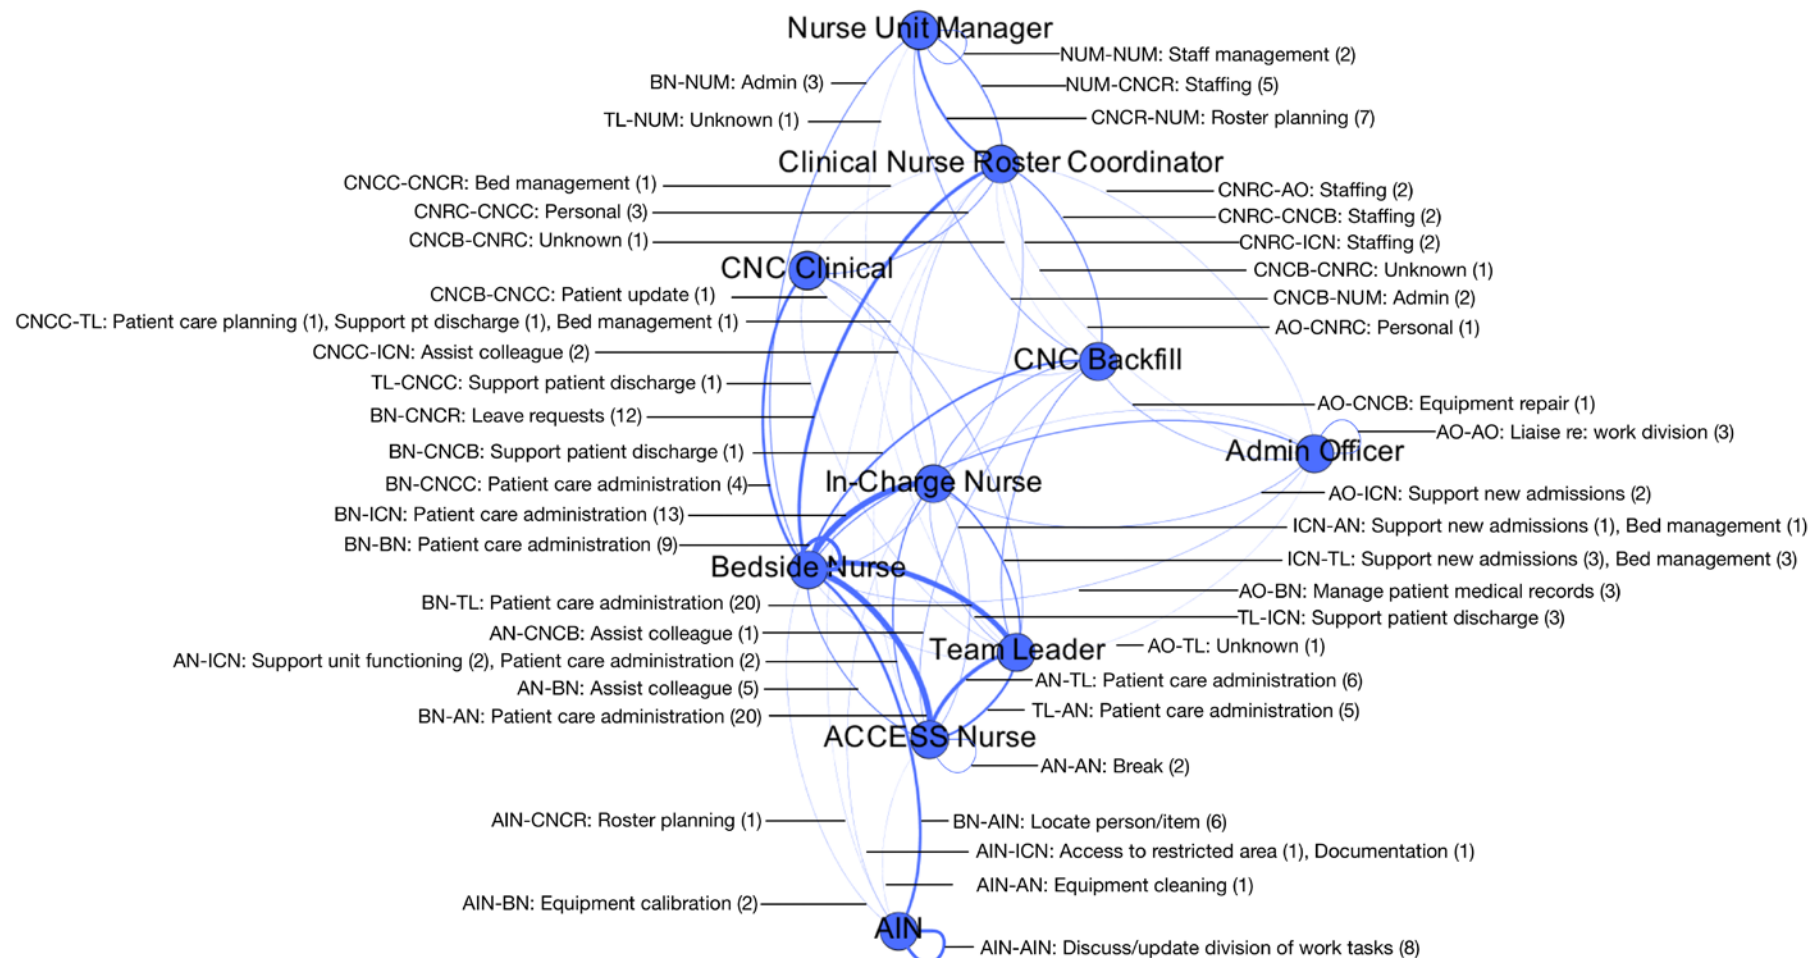 Nurse Unit Manager
NUM-NUM: Staff management (2)
BN-NUM: Admin (3)
NUM-CNCR: Staffing (5)
TL-NUM: Unknown (1)
CNCR-NUM: Roster planning (7)
Clinical Nurse Roster Coordinator
CNCC-CNCR: Bed management (1)
CNRC-AO: Staffing (2)
CNRC-CNCC: Personal (3)
CNRC-CNCB: Staffing (2)
CNCB-CNRC: Unknown (1)
CNRC-ICN: Staffing (2)
CNC Clinical
CNCB-CNRC: Unknown (1)
CNCB-CNCC: Patient update (1)
CNCB-NUM: Admin (2)
CNCC-TL: Patient care planning (1), Support pt discharge (1), Bed management (1)
AO-CNRC: Personal (1)
CNCC-ICN: Assist colleague (2)
CNC Backfill
TL-CNCC: Support patient discharge (1)
AO-CNCB: Equipment repair (1)
BN-CNCR: Leave requests (12)
AO-AO: Liaise re: work division (3)
BN-CNCB: Support patient discharge (1)
Admin Officer
BN-CNCC: Patient care administration (4)
In-Charge Nurse
AO-ICN: Support new admissions (2)
BN-ICN: Patient care administration (13)
ICN-AN: Support new admissions (1), Bed management (1)
BN-BN: Patient care administration (9)
ICN-TL: Support new admissions (3), Bed management (3)
Bedside Nurse
AO-BN: Manage patient medical records (3)
BN-TL: Patient care administration (20)
TL-ICN: Support patient discharge (3)
AN-CNCB: Assist colleague (1)
Team Leader
AO-TL: Unknown (1)
AN-ICN: Support unit functioning (2), Patient care administration (2)
AN-TL: Patient care administration (6)
AN-BN: Assist colleague (5)
TL-AN: Patient care administration (5)
BN-AN: Patient care administration (20)
ACCESS Nurse
AN-AN: Break (2)
AIN-CNCR: Roster planning (1)
BN-AIN: Locate person/item (6)
AIN-ICN: Access to restricted area (1), Documentation (1)
AIN-AN: Equipment cleaning (1)
AIN-BN: Equipment calibration (2)
AIN
AIN-AIN: Discuss/update division of work tasks (8)